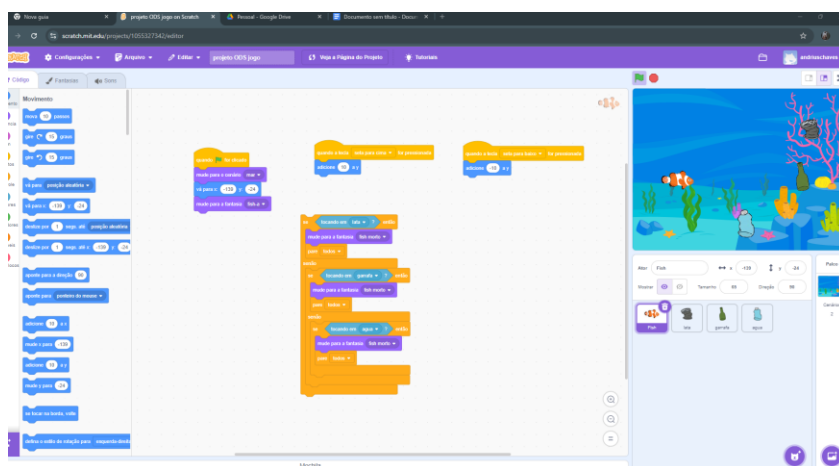 Nova guia
projeto ODS jogo on Scratch
Pessoal - Google Drive
Documento sem título - Docu
scratch.mit.edu/projects/1055327342/editor
Configurações
Arquivo
Editar
projeto ODS jogo
Veja a Página do Projeto
Tutoriais
Código
Fantasias
Sons
Movimento
mova 10 passos
gire 15 graus
gire 15 graus
vá para posição aleatória
vá para x: -139 y: -24
deslize por 1 segs. até posição aleatória
deslize por 1 segs. até x: -139 y: -24
aponte para a direção 90
aponte para ponteiro do mouse
adicione 10 a x
mude x para -139
adicione 10 a y
mude y para -24
se tocar na borda, volte
defina o estilo de rotação para
quando for clicado
mude para o cenário mar
vá para x: -139 y: -24
mude para a fantasia fish-a
quando a tecla seta para cima for pressionada
adicione 10 a y
quando a tecla seta para baixo for pressionada
adicione -10 a y
se tocando em lata ? então
mude para a fantasia fish morto
pare todos
senão
se tocando em garrafa ? então
mude para a fantasia fish morto
pare todos
senão
se tocando em agua ? então
mude para a fantasia fish morto
pare todos
Ator Fish x -139 y -24
Mostrar Tamanho Direção 90
Fish
lata
garrafa
agua
Palco
2
Mochila